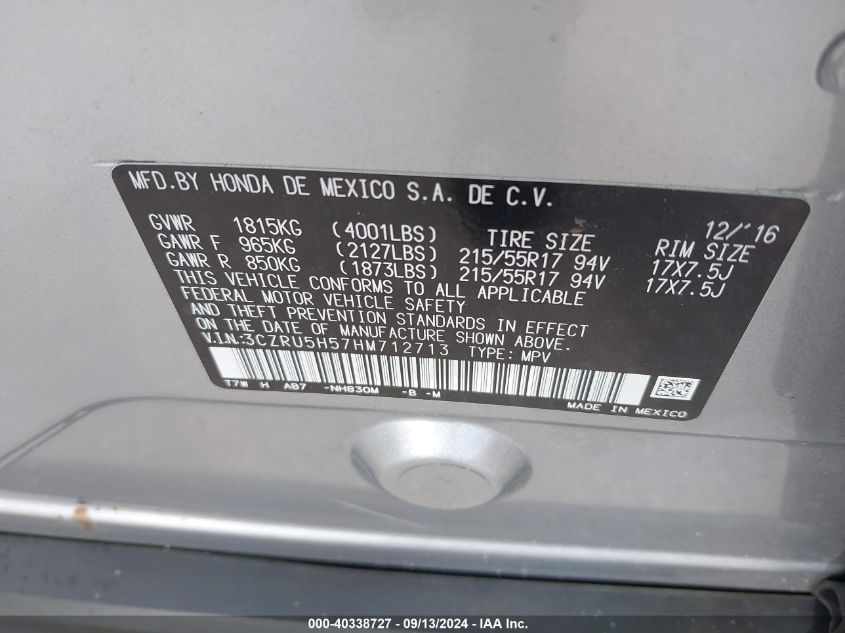 MFD.BY HONDA DE MEXICO S.A. DE C.V.
12/'16
GVWR 1815KG (4001LBS) TIRE SIZE RIM SIZE
GAWR F 965KG (2127LBS) 215/55R17 94V 17X7.5J
GAWR R 850KG (1873LBS) 215/55R17 94V 17X7.5J
THIS VEHICLE CONFORMS TO ALL APPLICABLE
FEDERAL MOTOR VEHICLE SAFETY
AND THEFT PREVENTION STANDARDS IN EFFECT
ON THE DATE OF MANUFACTURE SHOWN ABOVE.
V.I.N:3CZRU5H57HM712713 TYPE: MPV
T7W H AB7 -NH830M -B -M
MADE IN MEXICO
000-40338727 - 09/13/2024 - IAA Inc.